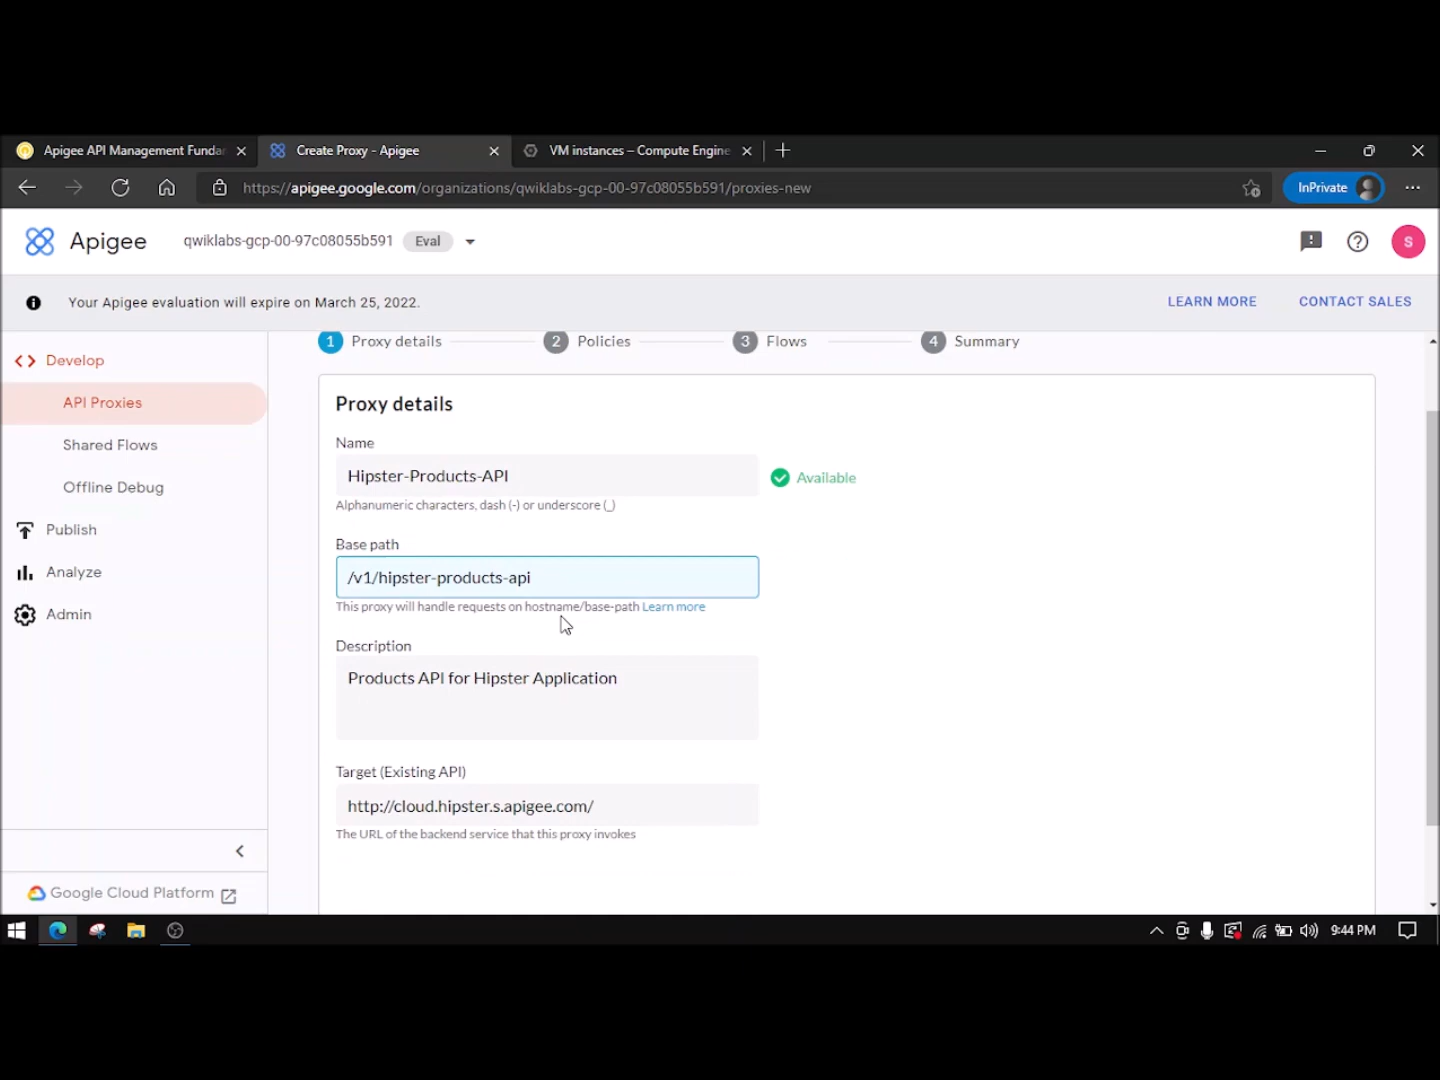 Apigee API Management Funda
Create Proxy - Apigee
VM instances – Compute Engine
https://apigee.google.com/organizations/qwiklabs-gcp-00-97c08055b591/proxies-new
InPrivate
Apigee
qwiklabs-gcp-00-97c08055b591
Eval
S
Your Apigee evaluation will expire on March 25, 2022.
LEARN MORE
CONTACT SALES
Develop
API Proxies
Shared Flows
Offline Debug
Publish
Analyze
Admin
Google Cloud Platform
1 Proxy details
2 Policies
3 Flows
4 Summary
Proxy details
Name
Hipster-Products-API
Available
Alphanumeric characters, dash (-) or underscore (_)
Base path
/v1/hipster-products-api
This proxy will handle requests on hostname/base-path Learn more
Description
Products API for Hipster Application
Target (Existing API)
http://cloud.hipster.s.apigee.com/
The URL of the backend service that this proxy invokes
9:44 PM